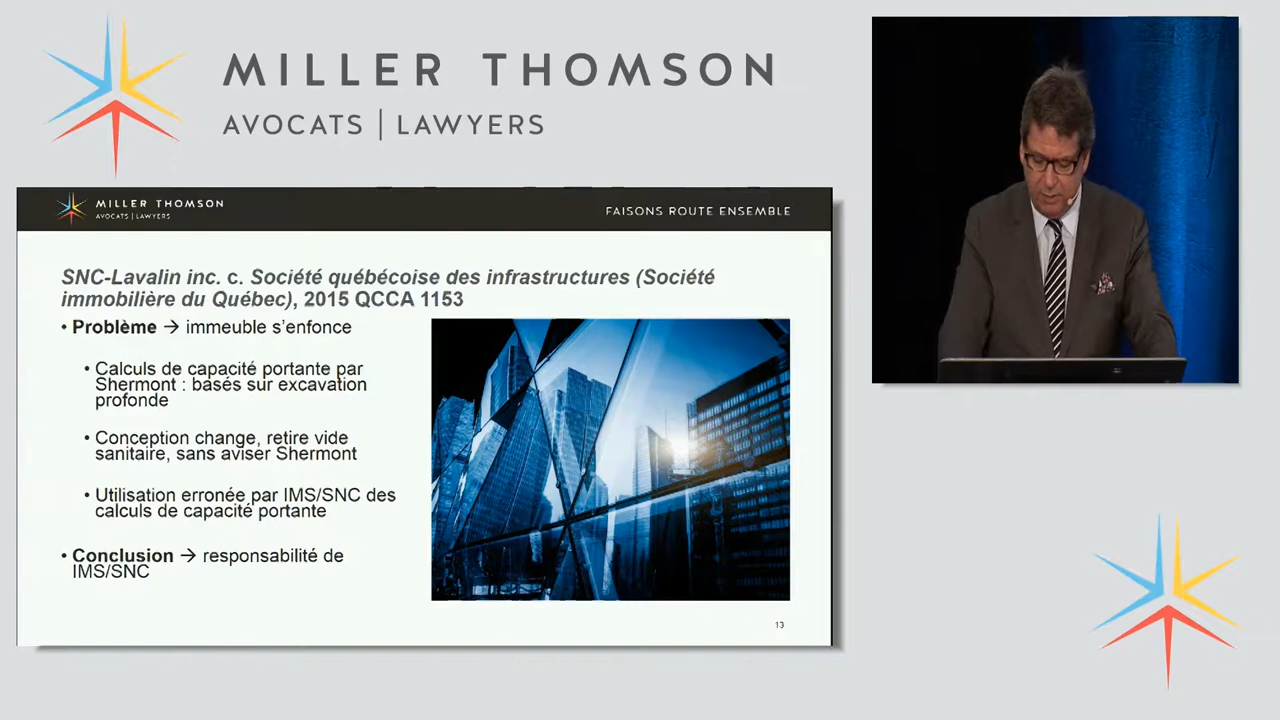 MILLER THOMSON
AVOCATS | LAWYERS
MILLER THOMSON
AVOCATS | LAWYERS
FAISONS ROUTE ENSEMBLE
SNC-Lavalin inc. c. Société québécoise des infrastructures (Société
immobilière du Québec), 2015 QCCA 1153
• Problème → immeuble s’enfonce
• Calculs de capacité portante par
Shermont : basés sur excavation
profonde
• Conception change, retire vide
sanitaire, sans aviser Shermont
• Utilisation erronée par IMS/SNC des
calculs de capacité portante
• Conclusion → responsabilité de
IMS/SNC
13